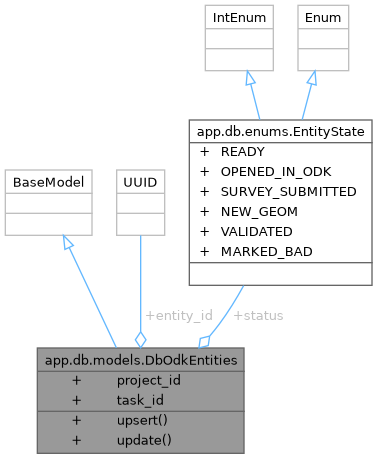 IntEnum
Enum
app.db.enums.EntityState
+ READY
+ OPENED_IN_ODK
+ SURVEY_SUBMITTED
+ NEW_GEOM
+ VALIDATED
+ MARKED_BAD
BaseModel
UUID
+entity_id
+status
app.db.models.DbOdkEntities
+ project_id
+ task_id
+ upsert()
+ update()